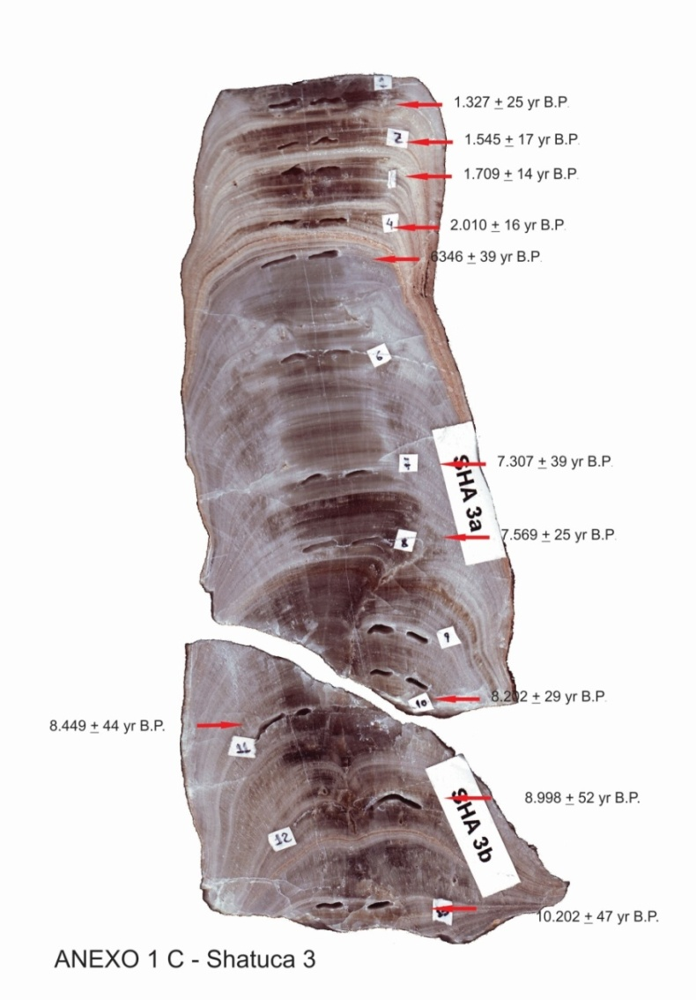 1
1.327 ± 25 yr B.P.
2
1.545 ± 17 yr B.P.
1.709 ± 14 yr B.P.
4
2.010 ± 16 yr B.P.
6346 ± 39 yr B.P.
6
7.307 ± 39 yr B.P.
SHA 3a
8
7.569 ± 25 yr B.P.
9
10
8.202 ± 29 yr B.P.
8.449 ± 44 yr B.P.
11
8.998 ± 52 yr B.P.
SHA 3b
12
10.202 ± 47 yr B.P.
ANEXO 1 C - Shatuca 3